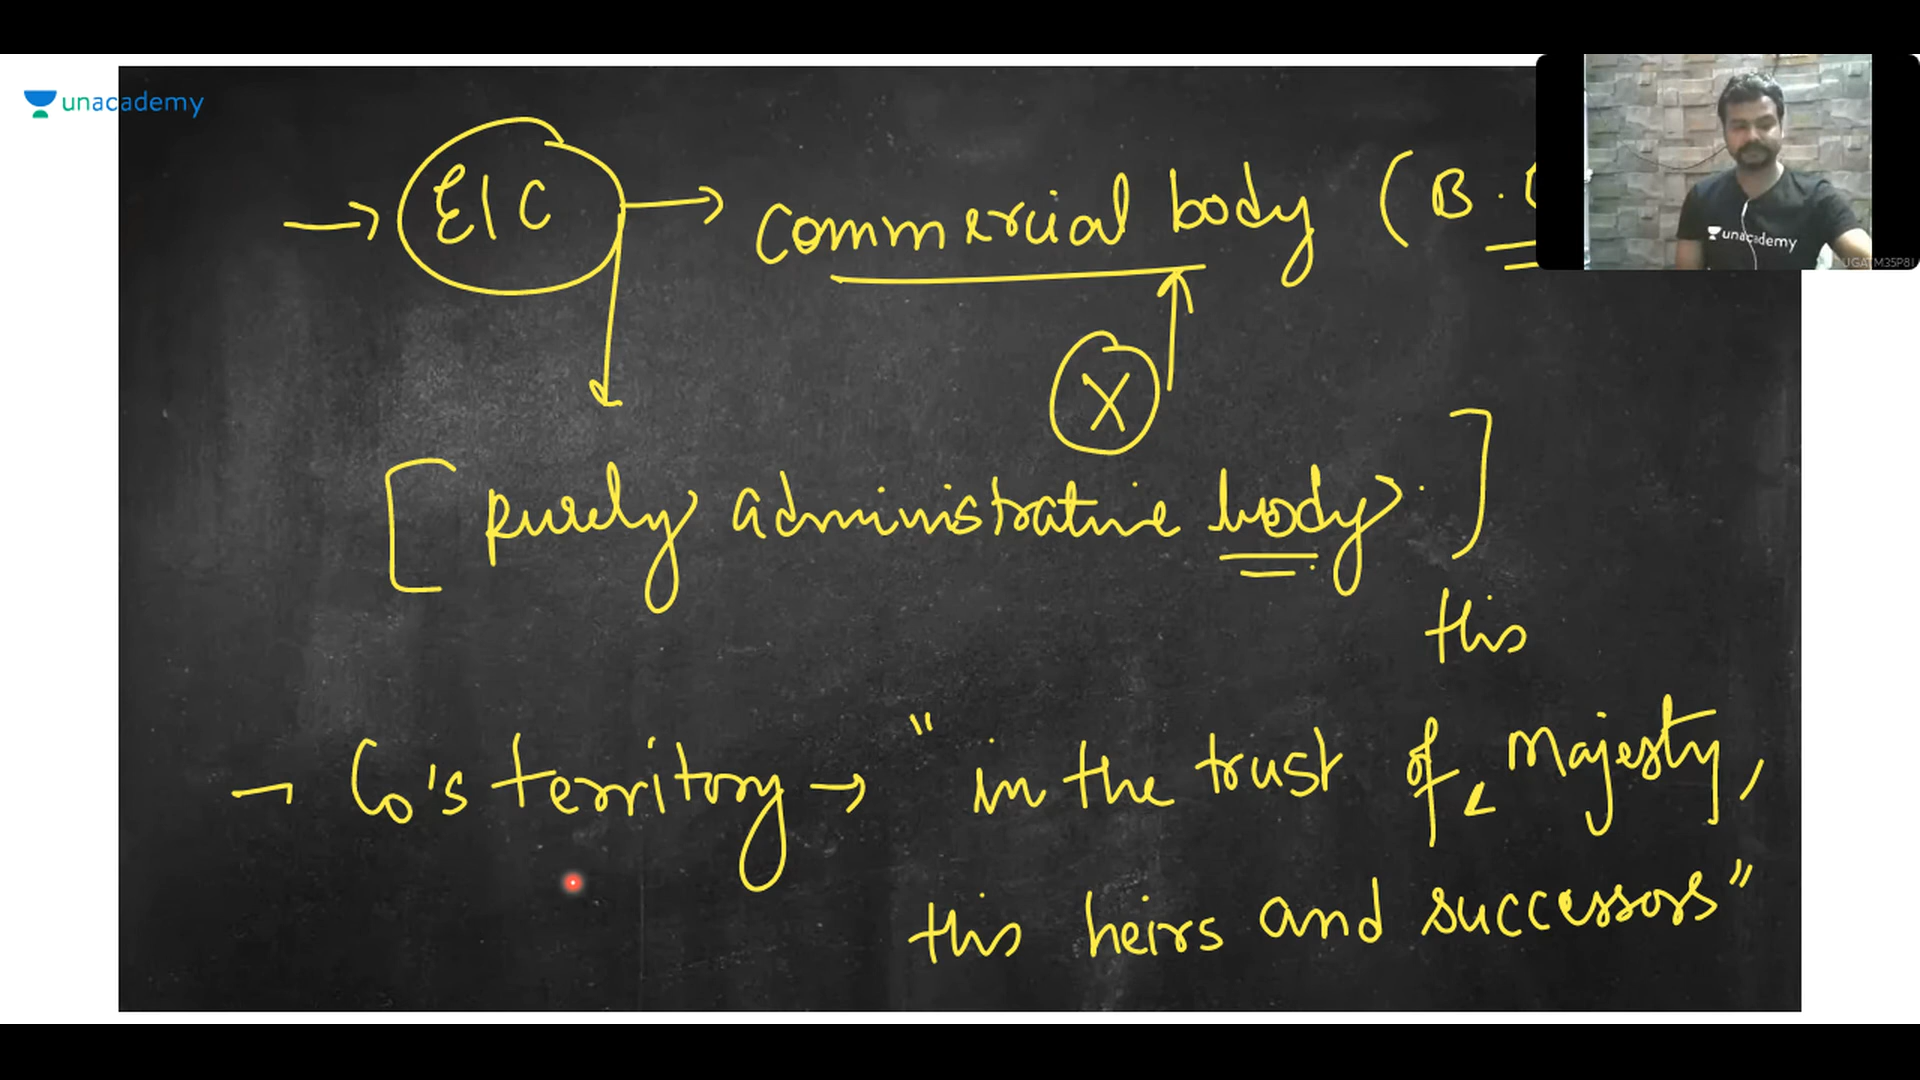 unacademy
→ EIC → commercial body (B.
X
[ purely administrative body. ]
this
→ Co's territory → " in the trust of majesty,
this heirs and successors "
unacademy